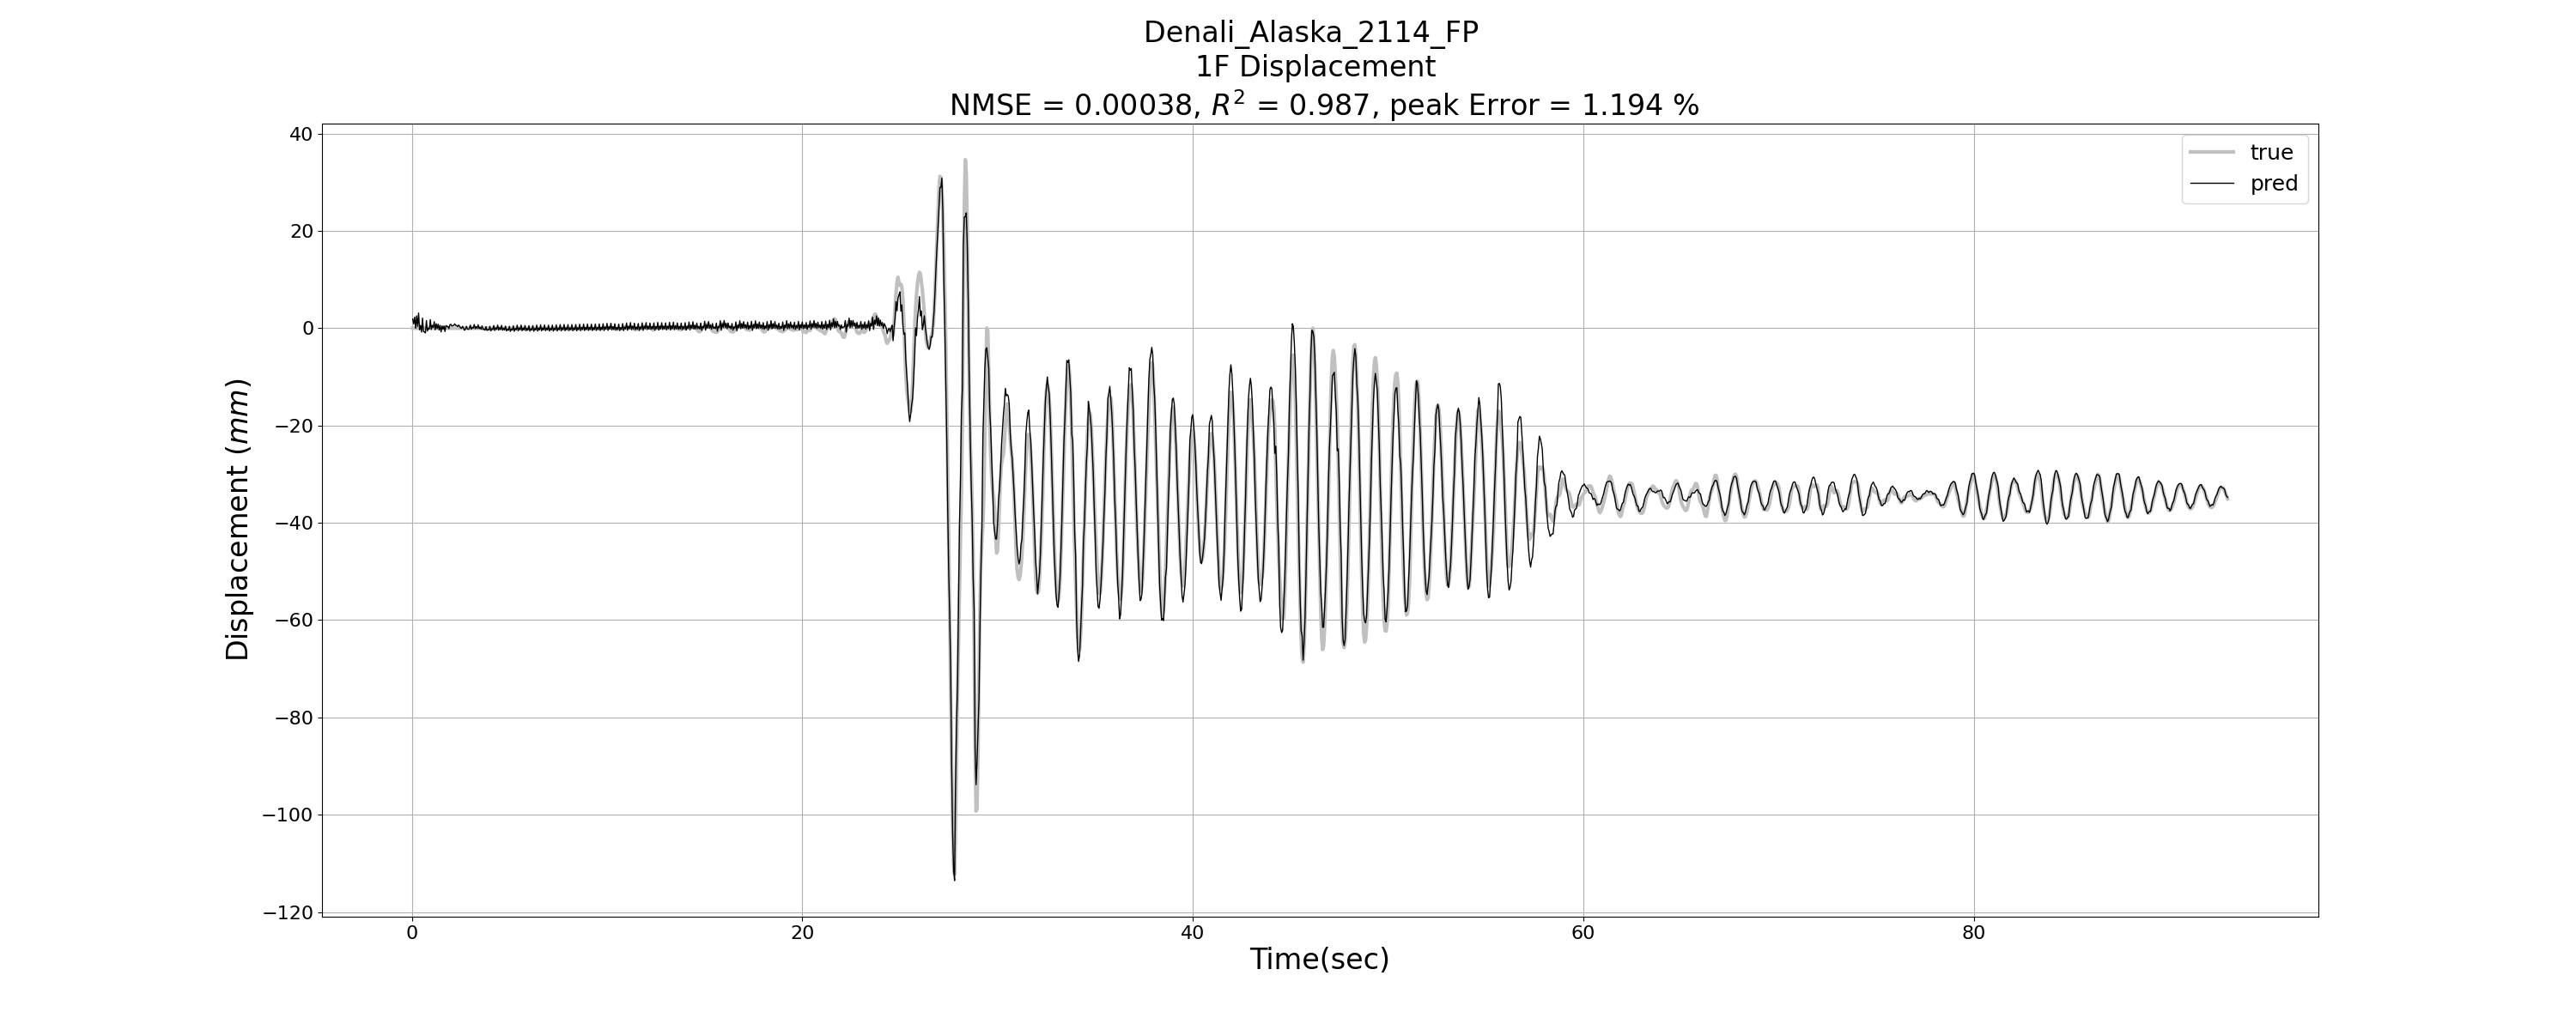 Denali_Alaska_2114_FP
1F Displacement
NMSE = 0.00038, R² = 0.987, peak Error = 1.194 %
true
pred
40
20
0
−20
−40
−60
−80
−100
−120
Displacement (mm)
0 20 40 60 80
Time(sec)